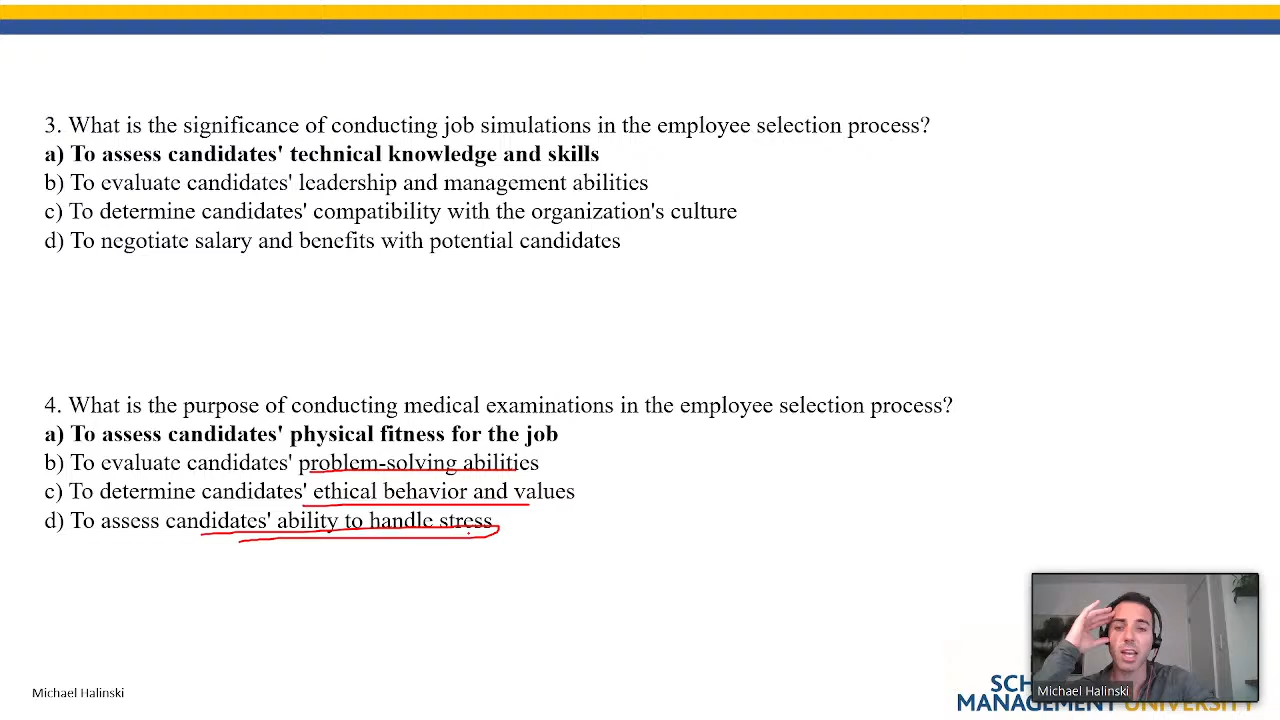 3. What is the significance of conducting job simulations in the employee selection process?
a) To assess candidates' technical knowledge and skills
b) To evaluate candidates' leadership and management abilities
c) To determine candidates' compatibility with the organization's culture
d) To negotiate salary and benefits with potential candidates
4. What is the purpose of conducting medical examinations in the employee selection process?
a) To assess candidates' physical fitness for the job
b) To evaluate candidates' problem-solving abilities
c) To determine candidates' ethical behavior and values
d) To assess candidates' ability to handle stress
Michael Halinski
SCH
MANAGEMENT UNIVERSITY
Michael Halinski